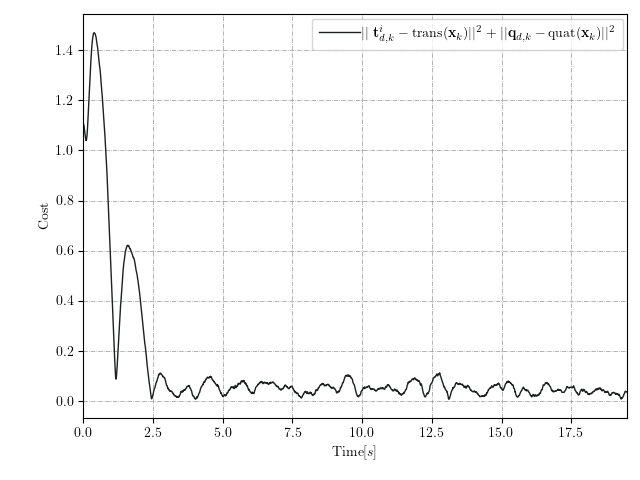 || t^i_{d,k} − trans(x_k)||^2 + ||q_{d,k} − quat(x_k)||^2
1.4
1.2
1.0
0.8
0.6
0.4
0.2
0.0
Cost
0.0 2.5 5.0 7.5 10.0 12.5 15.0 17.5
Time[s]